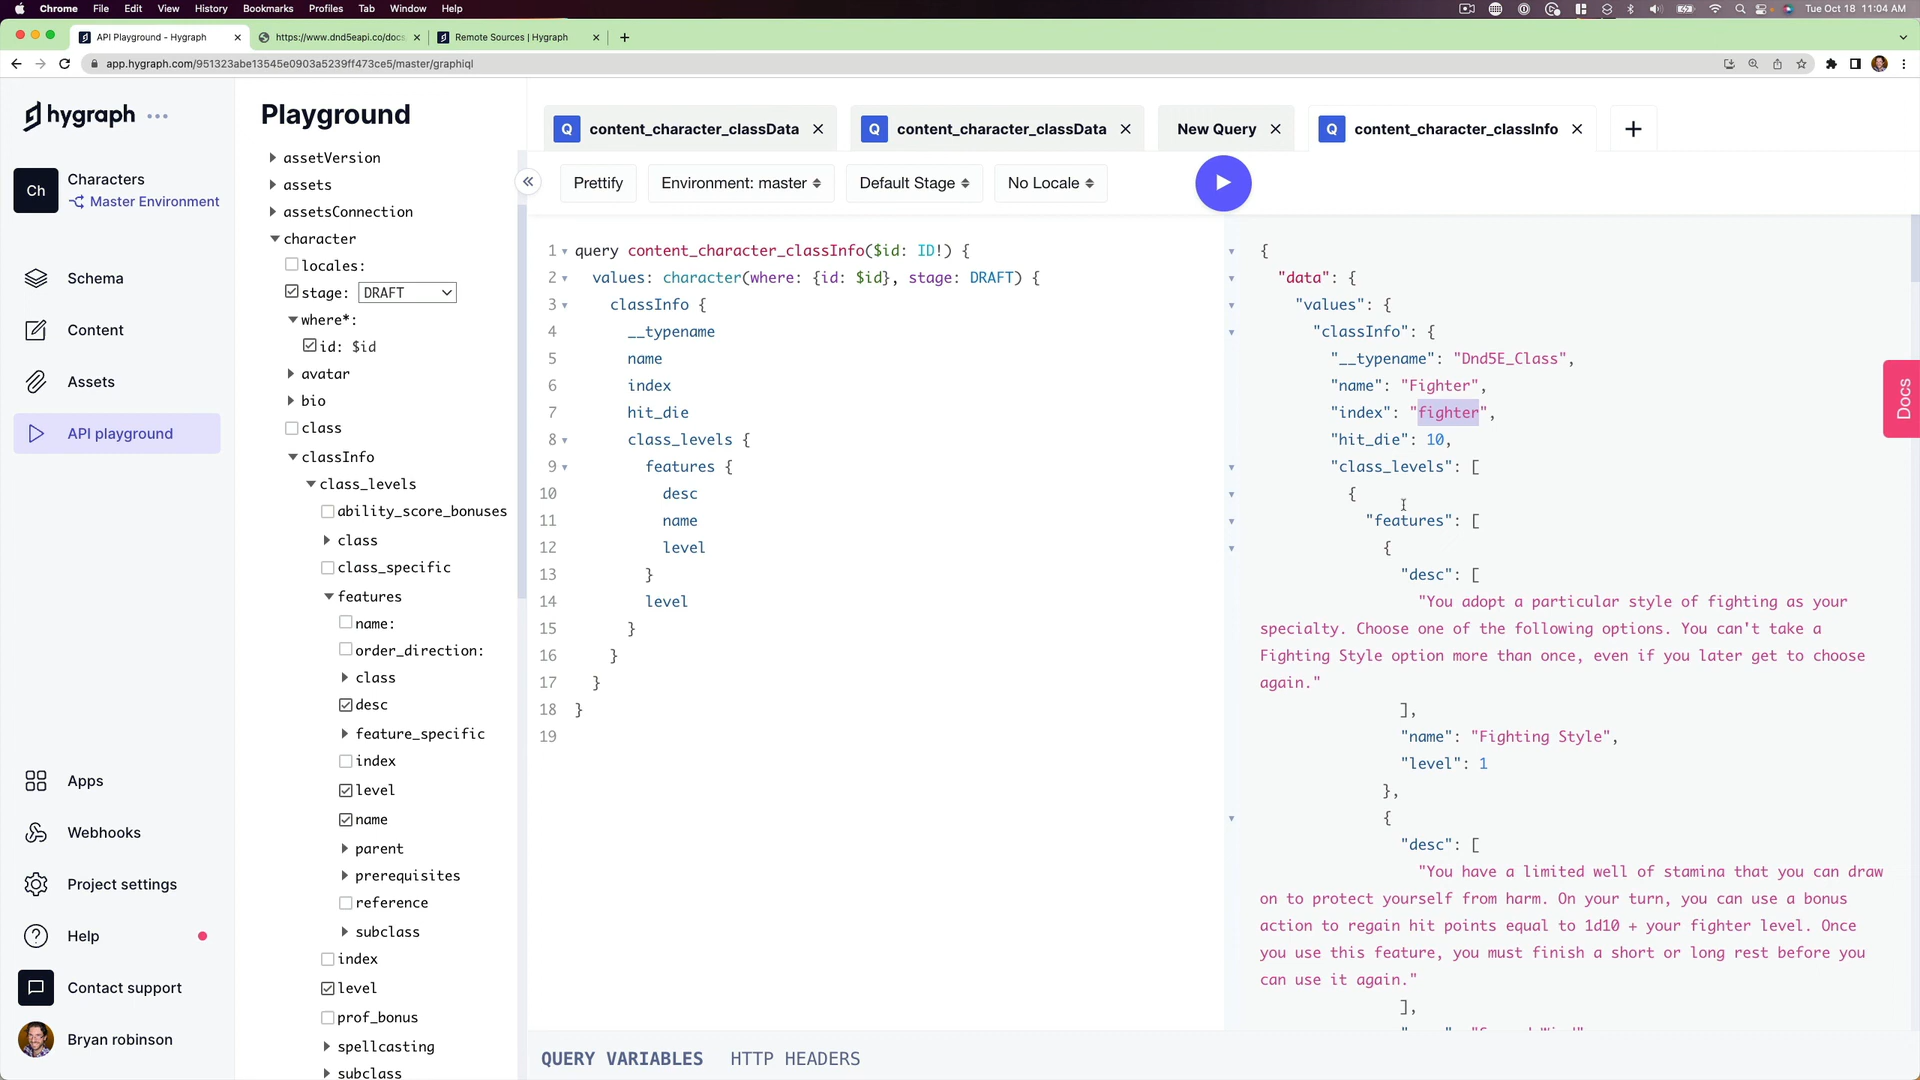 Chrome File Edit View History Bookmarks Profiles Tab Window Help Tue Oct 18 11:04 AM
API Playground - Hygraph
https://www.dnd5eapi.co/docs
Remote Sources | Hygraph
app.hygraph.com/951323abe13545e0903a5239ff473ce5/master/graphiql
hygraph
Ch
Characters
Master Environment
Schema
Content
Assets
API playground
Apps
Webhooks
Project settings
Help
Contact support
Bryan robinson
Playground
assetVersion
assets
assetsConnection
character
locales:
stage: DRAFT
where*:
id: $id
avatar
bio
class
classInfo
class_levels
ability_score_bonuses
class
class_specific
features
name:
order_direction:
class
desc
feature_specific
index
level
name
parent
prerequisites
reference
subclass
index
level
prof_bonus
spellcasting
subclass
Q content_character_classData
Q content_character_classData
New Query
Q content_character_classInfo
Prettify
Environment: master
Default Stage
No Locale
1 query content_character_classInfo($id: ID!) {
2 values: character(where: {id: $id}, stage: DRAFT) {
3 classInfo {
4 __typename
5 name
6 index
7 hit_die
8 class_levels {
9 features {
10 desc
11 name
12 level
13 }
14 level
15 }
16 }
17 }
18 }
19
{
"data": {
"values": {
"classInfo": {
"__typename": "Dnd5E_Class",
"name": "Fighter",
"index": "fighter",
"hit_die": 10,
"class_levels": [
{
"features": [
{
"desc": [
"You adopt a particular style of fighting as your
specialty. Choose one of the following options. You can't take a
Fighting Style option more than once, even if you later get to choose
again."
],
"name": "Fighting Style",
"level": 1
},
{
"desc": [
"You have a limited well of stamina that you can draw
on to protect yourself from harm. On your turn, you can use a bonus
action to regain hit points equal to 1d10 + your fighter level. Once
you use this feature, you must finish a short or long rest before you
can use it again."
],
Docs
QUERY VARIABLES
HTTP HEADERS